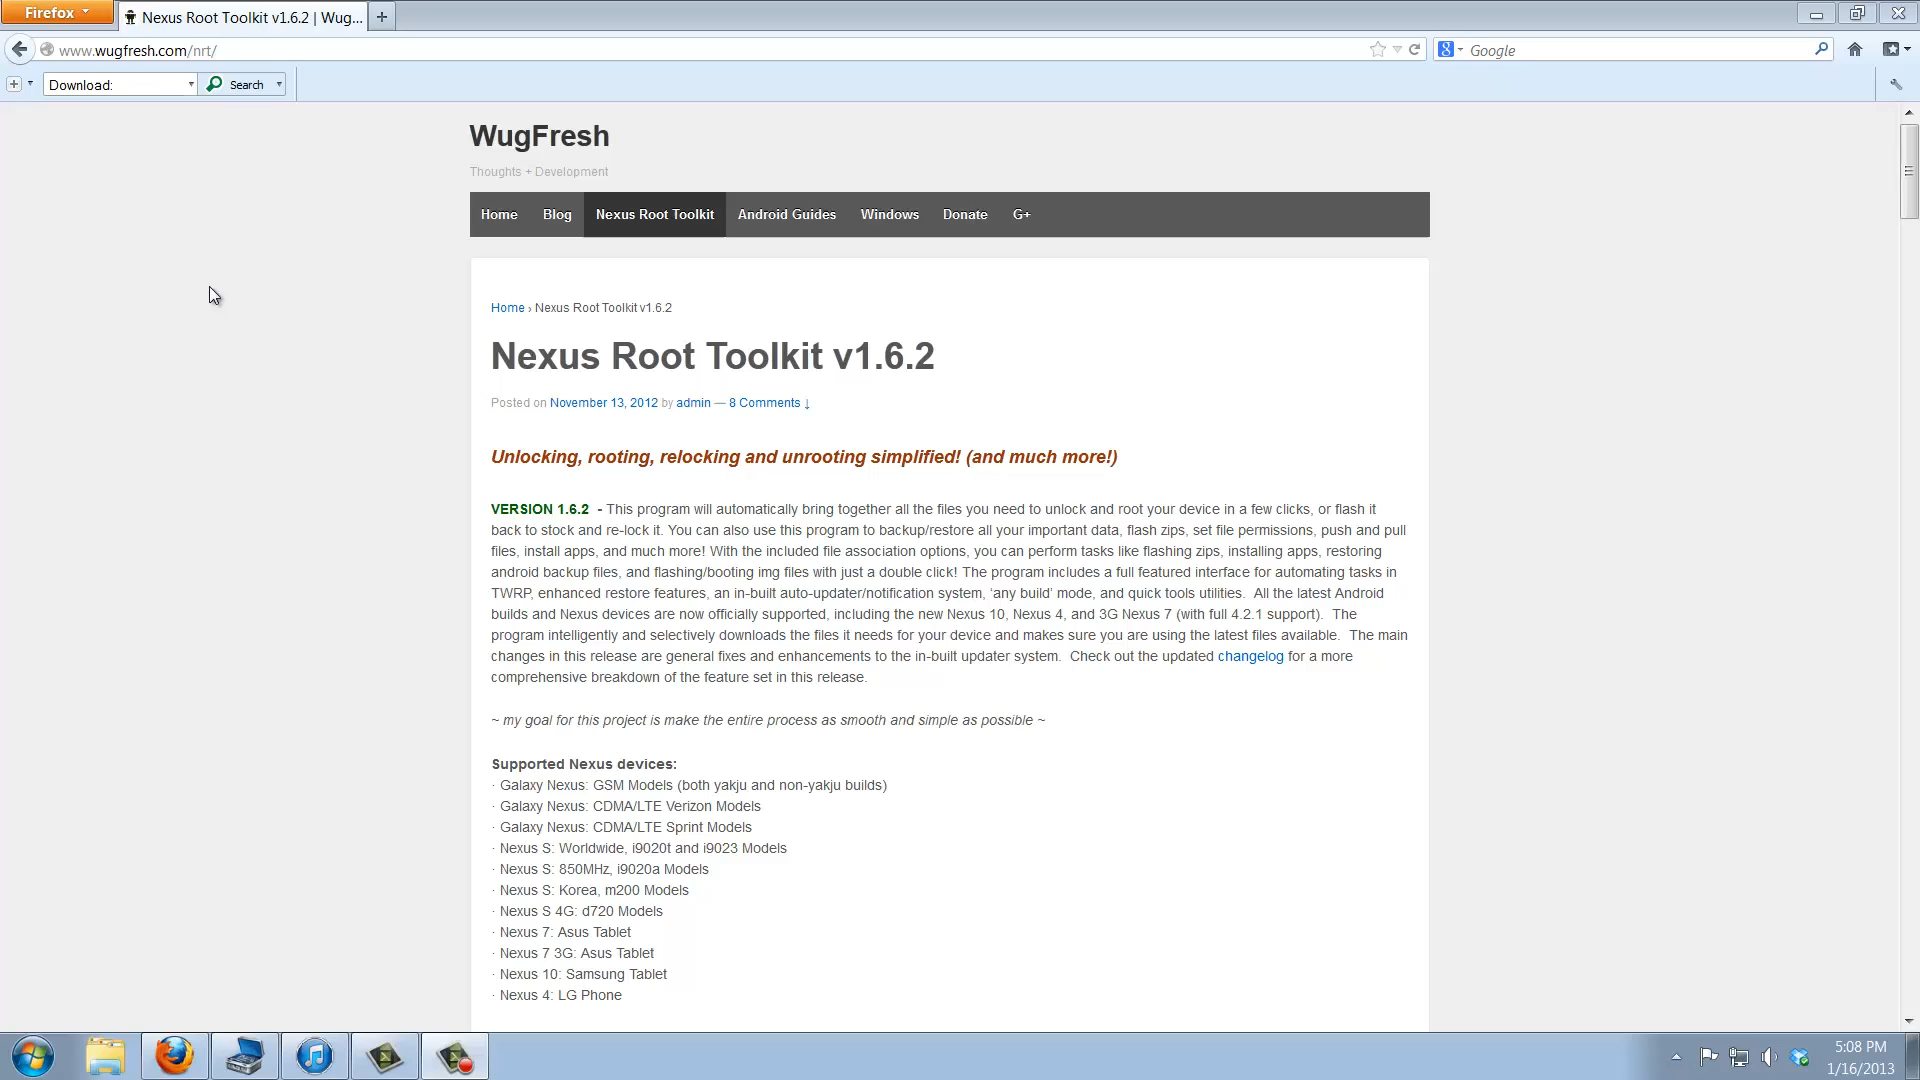 Firefox
Nexus Root Toolkit v1.6.2 | Wug...
www.wugfresh.com/nrt/
Google
Download:
Search
WugFresh
Thoughts + Development
Home Blog Nexus Root Toolkit Android Guides Windows Donate G+
Home › Nexus Root Toolkit v1.6.2
Nexus Root Toolkit v1.6.2
Posted on November 13, 2012 by admin — 8 Comments ↓
Unlocking, rooting, relocking and unrooting simplified! (and much more!)
VERSION 1.6.2 - This program will automatically bring together all the files you need to unlock and root your device in a few clicks, or flash it
back to stock and re-lock it. You can also use this program to backup/restore all your important data, flash zips, set file permissions, push and pull
files, install apps, and much more! With the included file association options, you can perform tasks like flashing zips, installing apps, restoring
android backup files, and flashing/booting img files with just a double click! The program includes a full featured interface for automating tasks in
TWRP, enhanced restore features, an in-built auto-updater/notification system, ‘any build’ mode, and quick tools utilities.  All the latest Android
builds and Nexus devices are now officially supported, including the new Nexus 10, Nexus 4, and 3G Nexus 7 (with full 4.2.1 support).  The
program intelligently and selectively downloads the files it needs for your device and makes sure you are using the latest files available.  The main
changes in this release are general fixes and enhancements to the in-built updater system.  Check out the updated changelog for a more
comprehensive breakdown of the feature set in this release.
~ my goal for this project is make the entire process as smooth and simple as possible ~
Supported Nexus devices:
· Galaxy Nexus: GSM Models (both yakju and non-yakju builds)
· Galaxy Nexus: CDMA/LTE Verizon Models
· Galaxy Nexus: CDMA/LTE Sprint Models
· Nexus S: Worldwide, i9020t and i9023 Models
· Nexus S: 850MHz, i9020a Models
· Nexus S: Korea, m200 Models
· Nexus S 4G: d720 Models
· Nexus 7: Asus Tablet
· Nexus 7 3G: Asus Tablet
· Nexus 10: Samsung Tablet
· Nexus 4: LG Phone
5:08 PM
1/16/2013